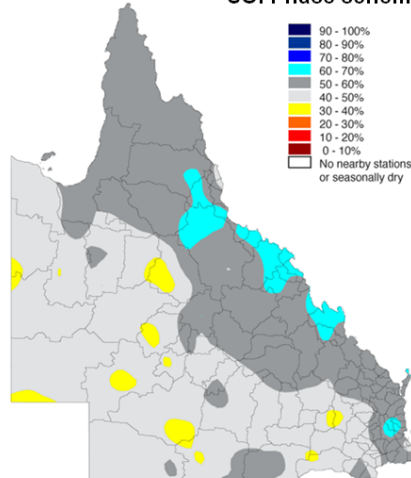 90 - 100%
80 - 90%
70 - 80%
60 - 70%
50 - 60%
40 - 50%
30 - 40%
20 - 30%
10 - 20%
0 - 10%
No nearby stations
or seasonally dry